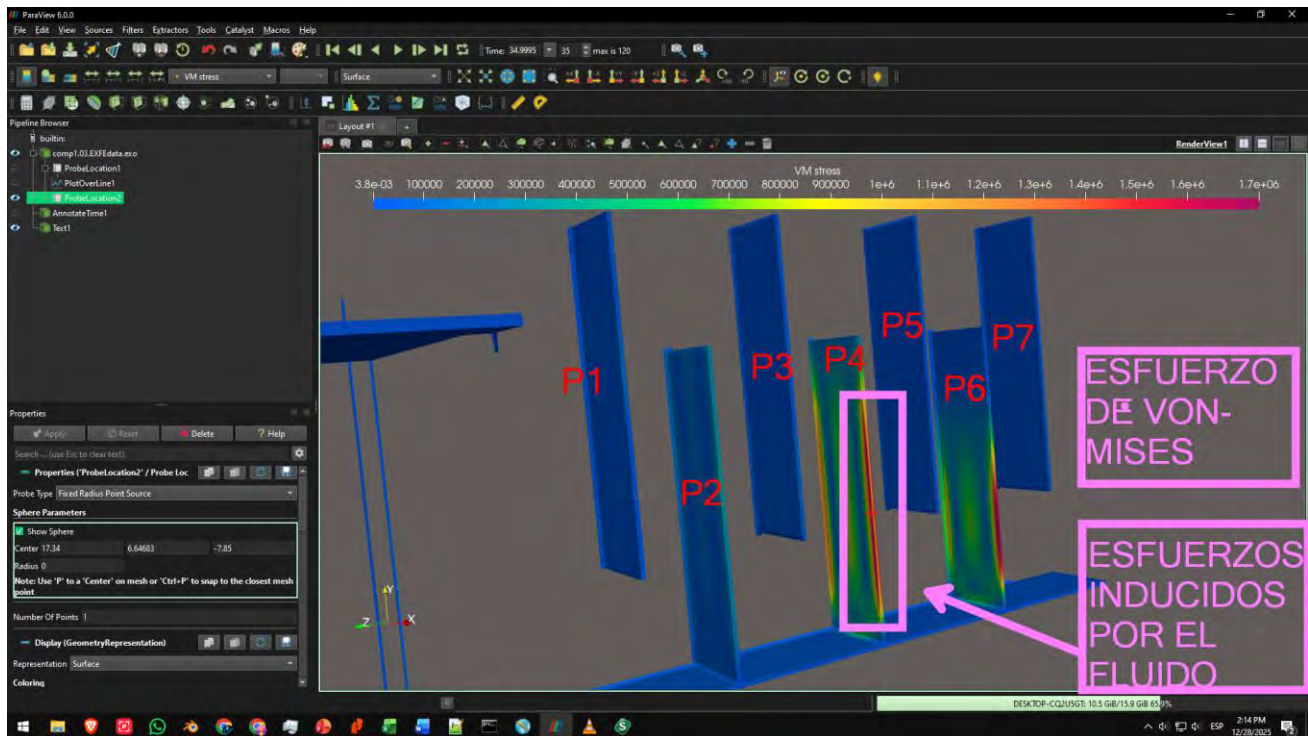 ParaView 6.0.0
File Edit View Sources Filters Extractors Tools Catalyst Macros Help
Time: 34.9995 35 max is 120
VM stress Surface
Pipeline Browser
builtin:
comp1.03.EXFEdata.exo
ProbeLocation1
PlotOverLine1
ProbeLocation2
AnnotateTime1
Text1
Properties
Apply Reset Delete ? Help
Search ... (use Esc to clear text)
Properties ('ProbeLocation2' / Probe Loc
Probe Type Fixed Radius Point Source
Sphere Parameters
Show Sphere
Center 17.34 6.64683 -7.85
Radius 0
Note: Use 'P' to a 'Center' on mesh or 'Ctrl+P' to snap to the closest mesh
point
Number Of Points 1
Display (GeometryRepresentation)
Representation Surface
Coloring
Layout #1
RenderView1
VM stress
3.8e-03 100000 200000 300000 400000 500000 600000 700000 800000 900000 1e+6 1.1e+6 1.2e+6 1.3e+6 1.4e+6 1.5e+6 1.6e+6 1.7e+06
P1
P2
P3
P4
P5
P6
P7
ESFUERZO
DE VON-
MISES
ESFUERZOS
INDUCIDOS
POR EL
FLUIDO
Y
Z X
DESKTOP-CQ2U5GT: 10.5 GiB/15.9 GiB 65.9%
ESP
2:14 PM
12/28/2025